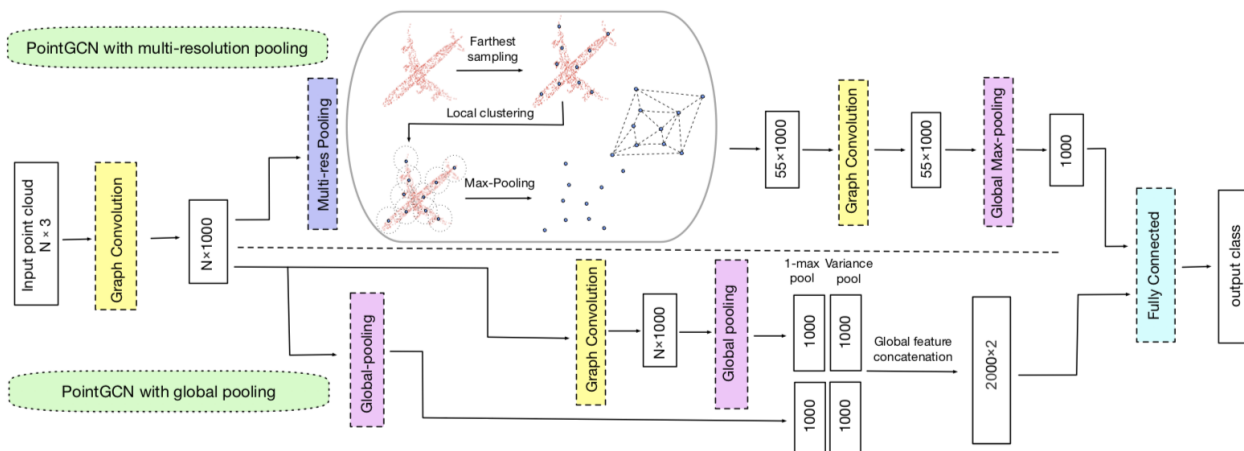 PointGCN with multi-resolution pooling
Farthest
sampling
Local clustering
Max-Pooling
Multi-res Pooling
Input point cloud
N × 3
Graph Convolution
N×1000
55×1000
Graph Convolution
55×1000
Global Max-pooling
1000
Fully Connected
output class
PointGCN with global pooling
Global-pooling
Graph Convolution
N×1000
Global pooling
1-max
pool
Variance
pool
1000
1000
1000
1000
Global feature
concatenation
2000×2